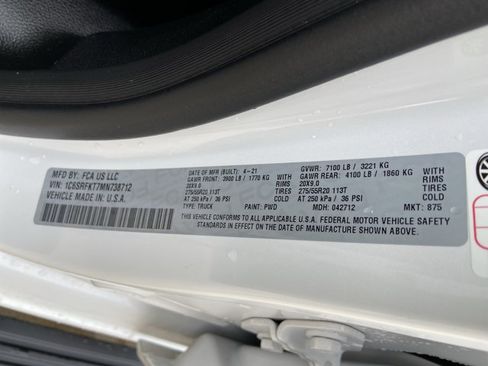 MFD BY: FCA US LLC
VIN: 1C6SRFKT7MN738712
VEHICLE MADE IN: U.S.A.
DATE OF MFR (BUILT): 4-21
GAWR FRONT: 3900 LB / 1770 KG
20X9.0 RIMS
275/55R20 113T TIRES
AT 250 kPa / 36 PSI COLD
TYPE: TRUCK
PAINT: PWD
GVWR: 7100 LB / 3221 KG
GAWR REAR: 4100 LB / 1860 KG
20X9.0 RIMS
275/55R20 113T TIRES
AT 250 kPa / 36 PSI COLD
MDH: 042712
MKT: 875
THIS VEHICLE CONFORMS TO ALL APPLICABLE U.S.A. FEDERAL MOTOR VEHICLE SAFETY
STANDARDS IN EFFECT ON THE DATE OF MANUFACTURE SHOWN ABOVE.